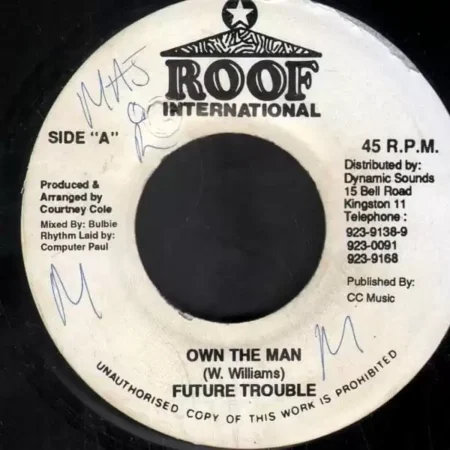 ROOF
INTERNATIONAL
MAJ
SIDE "A"
45 R.P.M.
Produced &
Arranged by
Courtney Cole
Mixed By: Bulbie
Rhythm Laid by:
Computer Paul
Distributed by:
Dynamic Sounds
15 Bell Road
Kingston 11
Telephone :
923-9138-9
923-0091
923-9168
Published By:
CC Music
M
M
OWN THE MAN
(W. Williams)
FUTURE TROUBLE
UNAUTHORISED COPY OF THIS WORK IS PROHIBITED